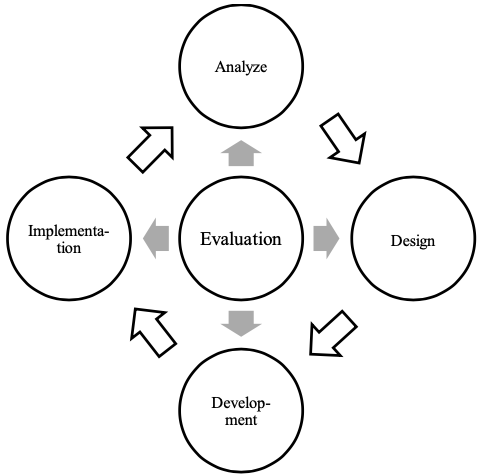 Analyze
Implementa-
tion
Evaluation
Design
Develop-
ment